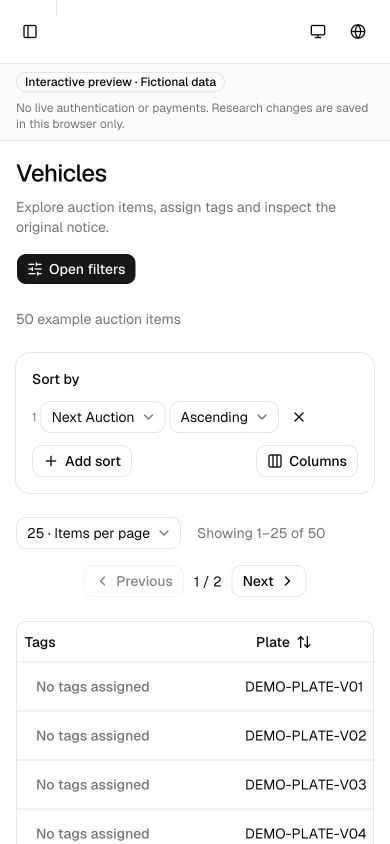 Interactive preview · Fictional data
No live authentication or payments. Research changes are saved
in this browser only.
Vehicles
Explore auction items, assign tags and inspect the
original notice.
Open filters
50 example auction items
Sort by
1 Next Auction Ascending
Add sort Columns
25 · Items per page Showing 1–25 of 50
Previous 1 / 2 Next
Tags Plate
No tags assigned DEMO-PLATE-V01
No tags assigned DEMO-PLATE-V02
No tags assigned DEMO-PLATE-V03
No tags assigned DEMO-PLATE-V04